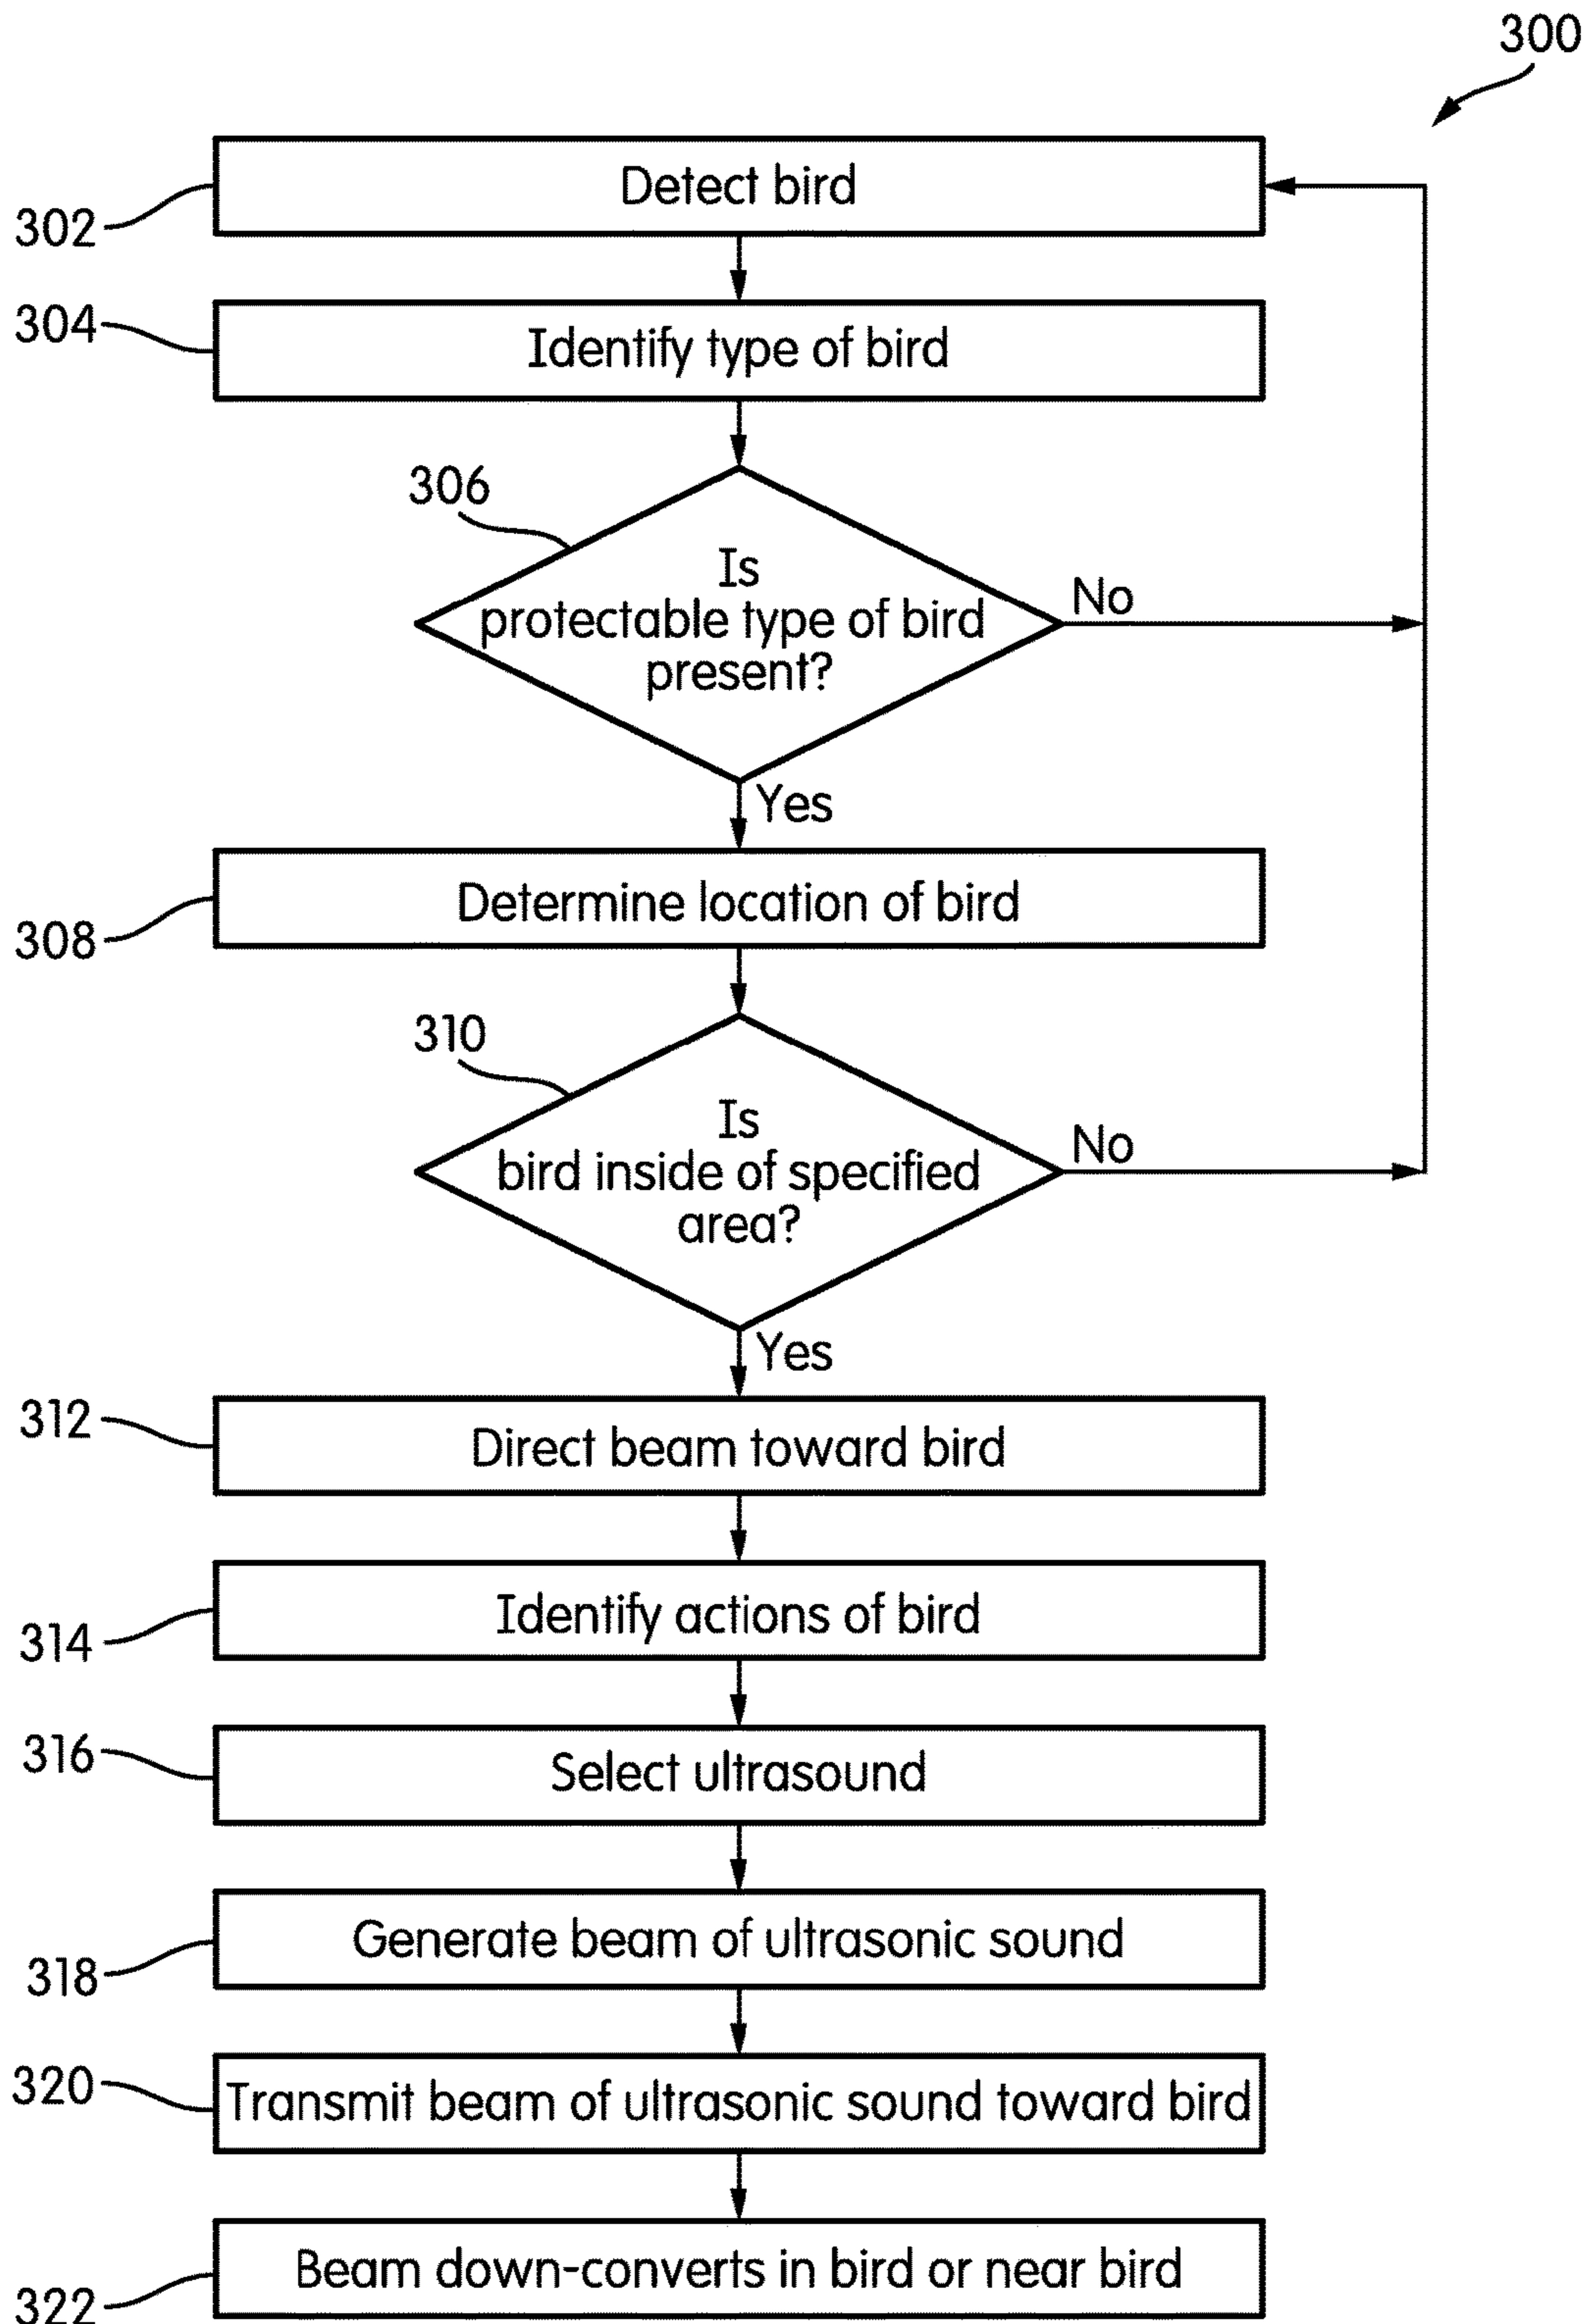 300
302
Detect bird
304
Identify type of bird
306
Is
protectable type of bird
present?
No
Yes
308
Determine location of bird
310
Is
bird inside of specified
area?
No
Yes
312
Direct beam toward bird
314
Identify actions of bird
316
Select ultrasound
318
Generate beam of ultrasonic sound
320
Transmit beam of ultrasonic sound toward bird
322
Beam down-converts in bird or near bird